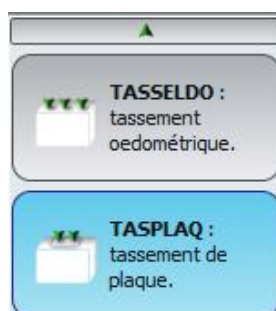 TASSELDO :
tassement
oedométrique.
TASPLAQ :
tassement de
plaque.